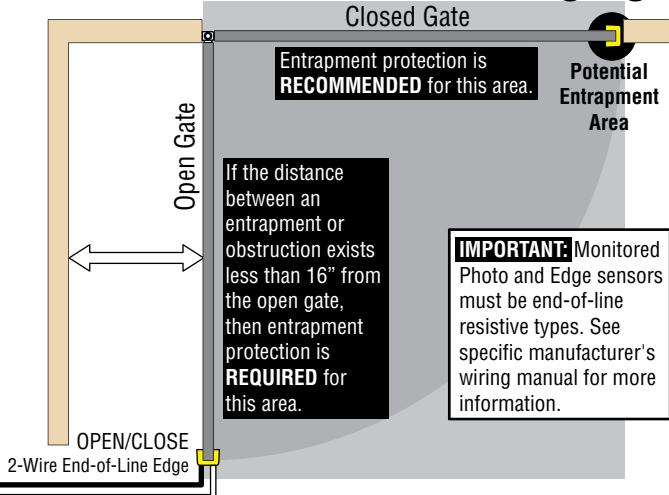 Closed Gate
Entrapment protection is
RECOMMENDED for this area.
Potential
Entrapment
Area
Open Gate
If the distance
between an
entrapment or
obstruction exists
less than 16” from
the open gate,
then entrapment
protection is
REQUIRED for
this area.
IMPORTANT: Monitored
Photo and Edge sensors
must be end-of-line
resistive types. See
specific manufacturer's
wiring manual for more
information.
OPEN/CLOSE
2-Wire End-of-Line Edge